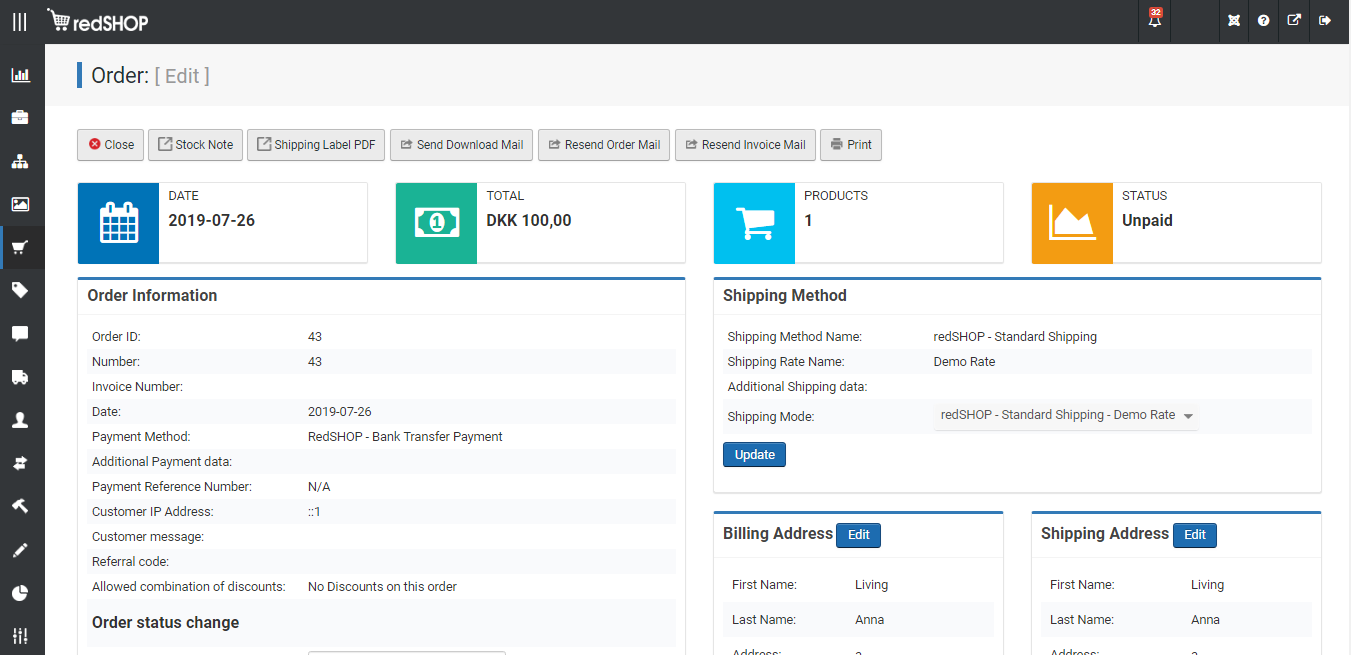 32
redSHOP
Order: [ Edit ]
Close
Stock Note
Shipping Label PDF
Send Download Mail
Resend Order Mail
Resend Invoice Mail
Print
DATE
2019-07-26
TOTAL
DKK 100,00
PRODUCTS
1
STATUS
Unpaid
Order Information
Order ID: 43
Number: 43
Invoice Number:
Date: 2019-07-26
Payment Method: RedSHOP - Bank Transfer Payment
Additional Payment data:
Payment Reference Number: N/A
Customer IP Address: ::1
Customer message:
Referral code:
Allowed combination of discounts: No Discounts on this order
Order status change
Shipping Method
Shipping Method Name: redSHOP - Standard Shipping
Shipping Rate Name: Demo Rate
Additional Shipping data:
Shipping Mode: redSHOP - Standard Shipping - Demo Rate
Update
Billing Address Edit
First Name: Living
Last Name: Anna
Address:
Shipping Address Edit
First Name: Living
Last Name: Anna
Address: